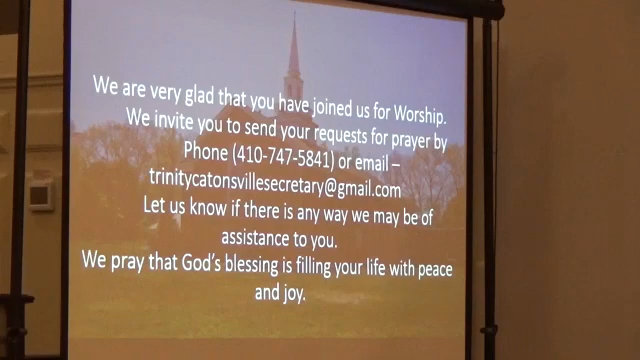 We are very glad that you have joined us for Worship.
We invite you to send your requests for prayer by
Phone (410-747-5841) or email –
trinitycatonsvillesecretary@gmail.com
Let us know if there is any way we may be of
assistance to you.
We pray that God's blessing is filling your life with peace
and joy.